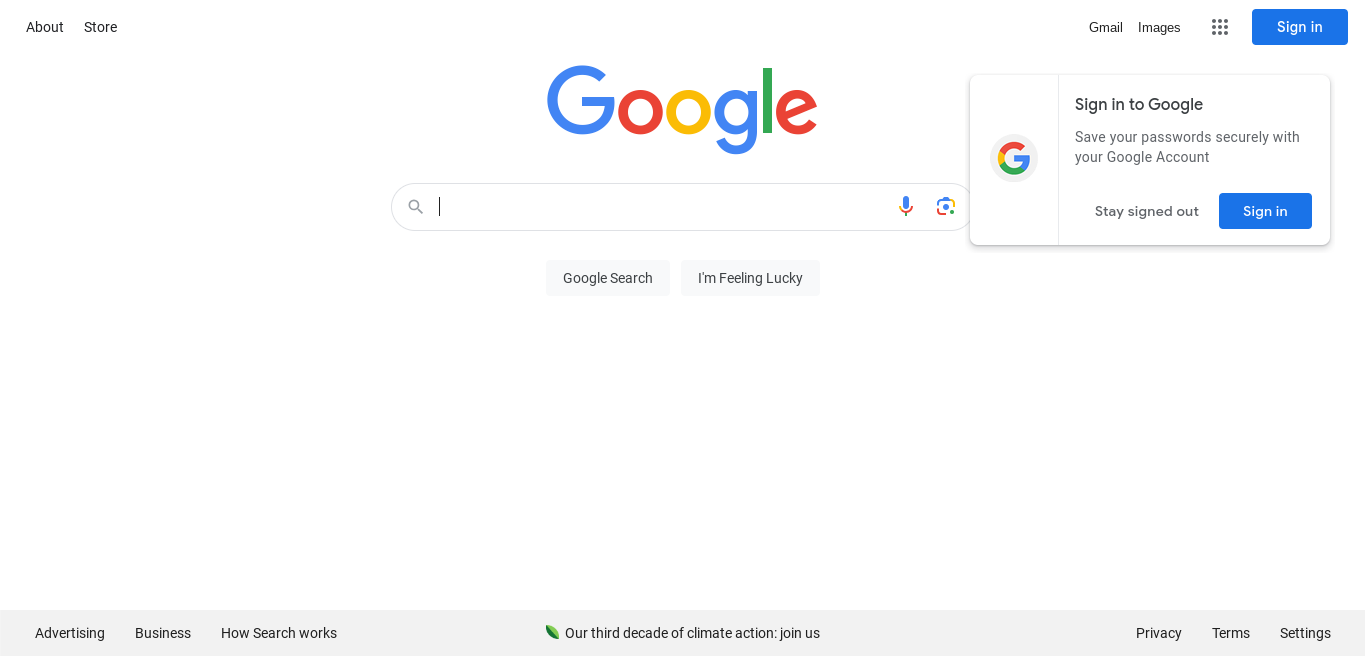 About Store
Gmail Images Sign in
Google
Sign in to Google
Save your passwords securely with
your Google Account
Stay signed out Sign in
Google Search I'm Feeling Lucky
Advertising Business How Search works
Our third decade of climate action: join us
Privacy Terms Settings